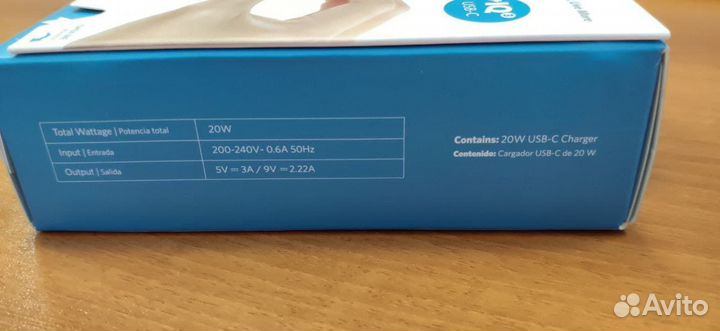 iQ®
USB-C
Total Wattage | Potencia total 20W
Input | Entrada 200-240V~ 0.6A 50Hz
Output | Salida 5V⎓3A / 9V⎓2.22A
Contains: 20W USB-C Charger
Contenido: Cargador USB-C de 20 W
Avito